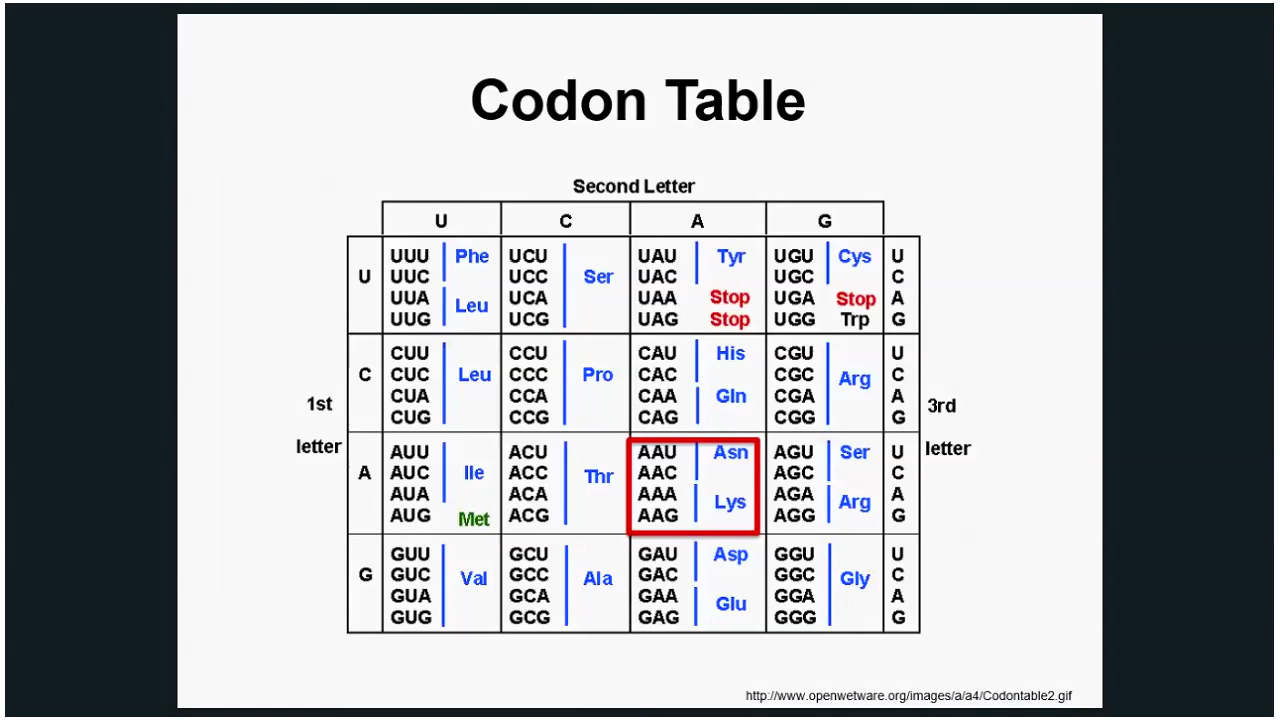 Codon Table
Second Letter
U C A G
UUU Phe UCU Ser UAU Tyr UGU Cys U
UUC UCC UAC UGC C
U
UUA Leu UCA UAA Stop UGA Stop A
UUG UCG UAG Stop UGG Trp G
CUU Leu CCU Pro CAU His CGU Arg U
CUC CCC CAC CGC C
C
CUA CCA CAA Gln CGA A
CUG CCG CAG CGG G
1st letter
3rd letter
AUU Ile ACU Thr AAU Asn AGU Ser U
AUC ACC AAC AGC C
A
AUA ACA AAA Lys AGA Arg A
AUG Met ACG AAG AGG G
GUU Val GCU Ala GAU Asp GGU Gly U
GUC GCC GAC GGC C
G
GUA GCA GAA Glu GGA A
GUG GCG GAG GGG G
http://www.openwetware.org/images/a/a4/Codontable2.gif